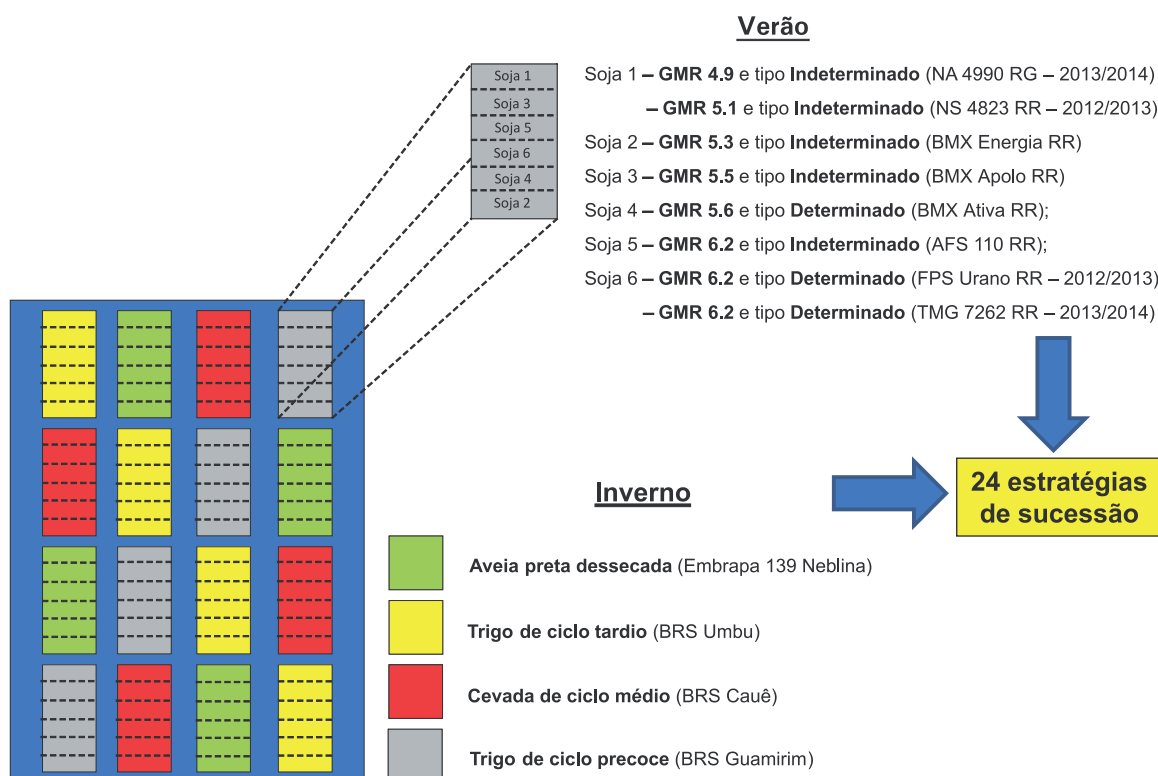 Verão
Soja 1
Soja 3
Soja 5
Soja 6
Soja 4
Soja 2
Soja 1 – GMR 4.9 e tipo Indeterminado (NA 4990 RG – 2013/2014)
– GMR 5.1 e tipo Indeterminado (NS 4823 RR – 2012/2013)
Soja 2 – GMR 5.3 e tipo Indeterminado (BMX Energia RR)
Soja 3 – GMR 5.5 e tipo Indeterminado (BMX Apolo RR)
Soja 4 – GMR 5.6 e tipo Determinado (BMX Ativa RR);
Soja 5 – GMR 6.2 e tipo Indeterminado (AFS 110 RR);
Soja 6 – GMR 6.2 e tipo Determinado (FPS Urano RR – 2012/2013)
– GMR 6.2 e tipo Determinado (TMG 7262 RR – 2013/2014)
Inverno
24 estratégias
de sucessão
Aveia preta dessecada (Embrapa 139 Neblina)
Trigo de ciclo tardio (BRS Umbu)
Cevada de ciclo médio (BRS Cauê)
Trigo de ciclo precoce (BRS Guamirim)